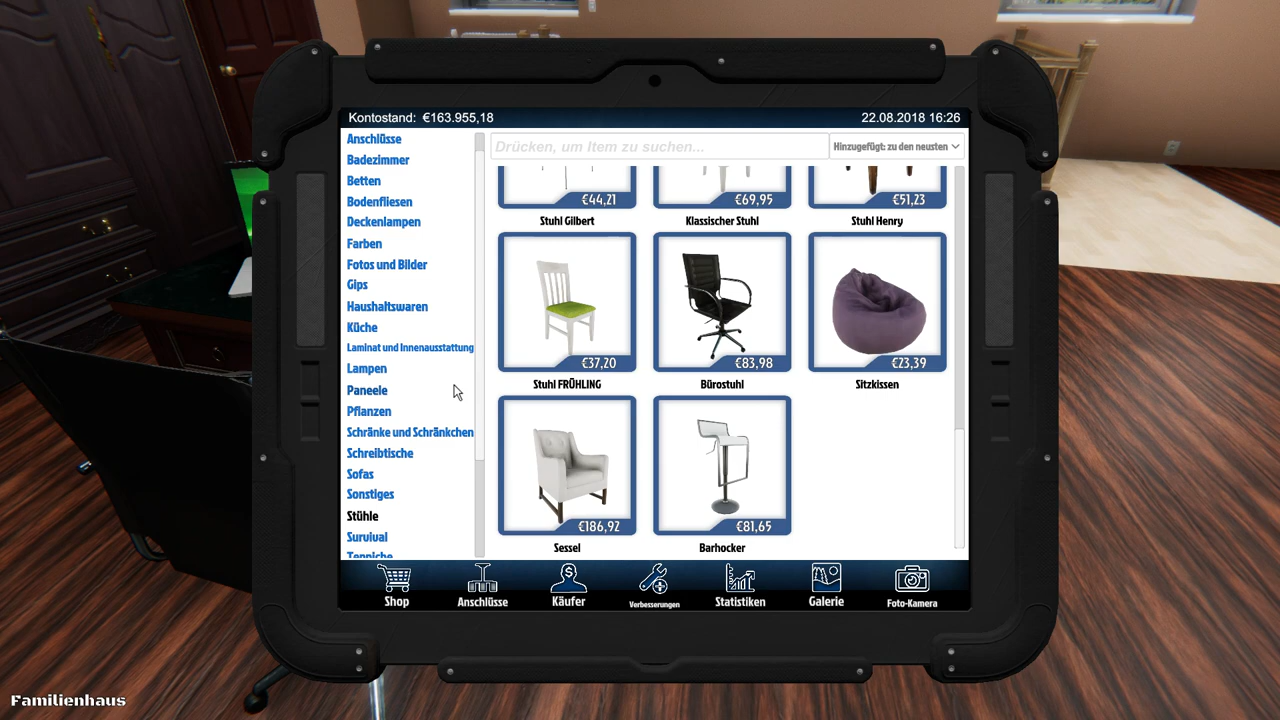 Kontostand: €163.955,18
22.08.2018 16:26
Anschlüsse
Badezimmer
Betten
Bodenfliesen
Deckenlampen
Farben
Fotos und Bilder
Gips
Haushaltswaren
Küche
Laminat und Innenausstattung
Lampen
Paneele
Pflanzen
Schränke und Schränkchen
Schreibtische
Sofas
Sonstiges
Stühle
Survival
Teppiche
Drücken, um Item zu suchen...
Hinzugefügt: zu den neusten
€44,21
€69,95
€51,23
Stuhl Gilbert
Klassischer Stuhl
Stuhl Henry
€37,20
€83,98
€23,39
Stuhl FRÜHLING
Bürostuhl
Sitzkissen
€186,92
€81,65
Sessel
Barhocker
Shop
Anschlüsse
Käufer
Verbesserungen
Statistiken
Galerie
Foto-Kamera
Familienhaus